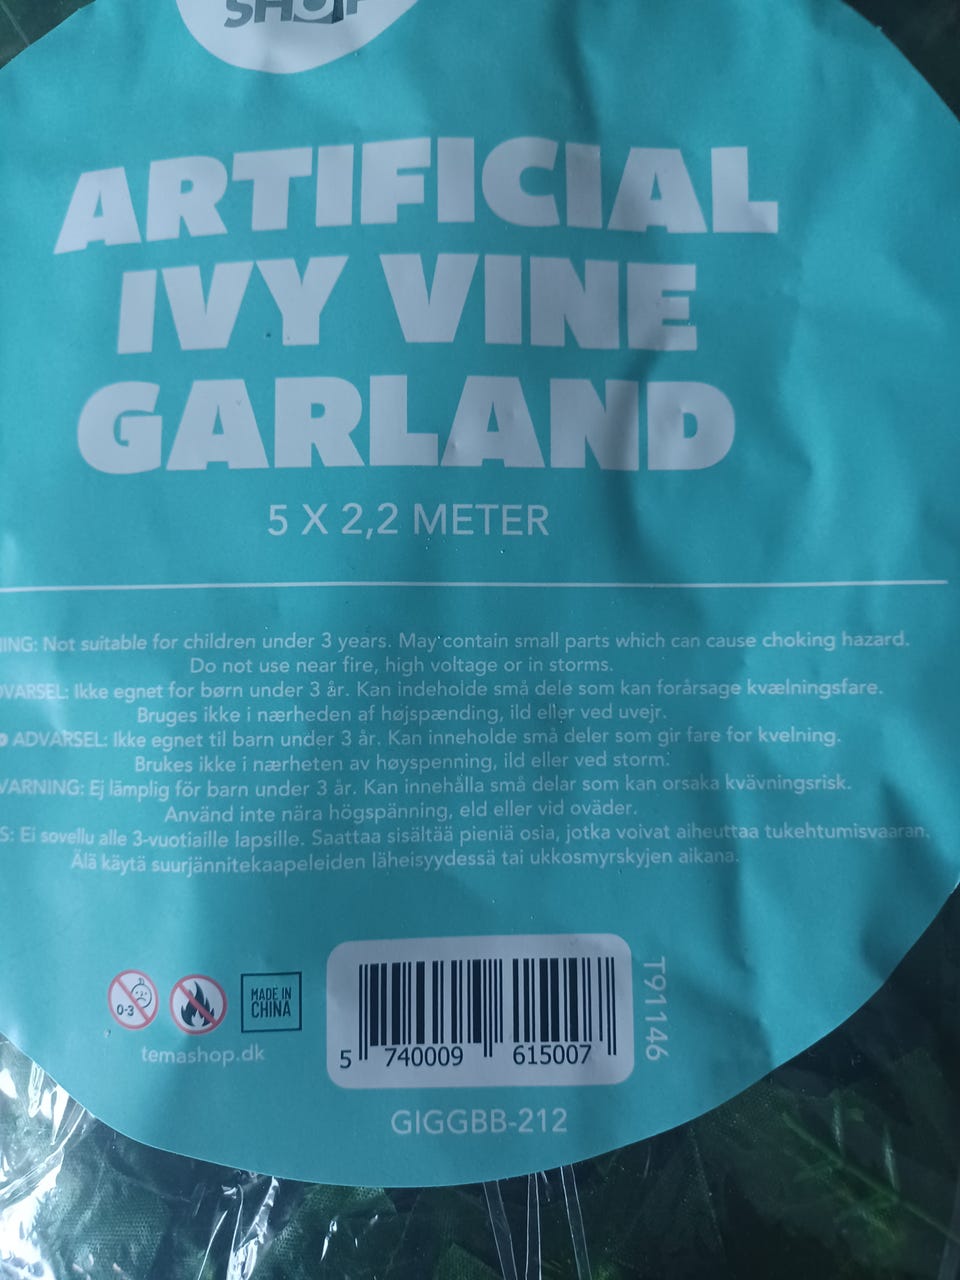 SHOP
ARTIFICIAL
IVY VINE
GARLAND
5 X 2,2 METER
NING: Not suitable for children under 3 years. May contain small parts which can cause choking hazard.
Do not use near fire, high voltage or in storms.
DVARSEL: Ikke egnet for børn under 3 år. Kan indeholde små dele som kan forårsage kvælningsfare.
Bruges ikke i nærheden af højspænding, ild eller ved uvejr.
ADVARSEL: Ikke egnet til barn under 3 år. Kan inneholde små deler som gir fare for kvelning.
Brukes ikke i nærheten av høyspenning, ild eller ved storm.
VARNING: Ej lämplig för barn under 3 år. Kan innehålla små delar som kan orsaka kvävningsrisk.
Använd inte nära högspänning, eld eller vid oväder.
S: Ei sovellu alle 3-vuotiaille lapsille. Saattaa sisältää pieniä osia, jotka voivat aiheuttaa tukehtumisvaaran.
Älä käytä suurjännitekaapeleiden läheisyydessä tai ukkosmyrskyjen aikana.
0-3
MADE IN
CHINA
temashop.dk
5 740009 615007
T91146
GIGGBB-212